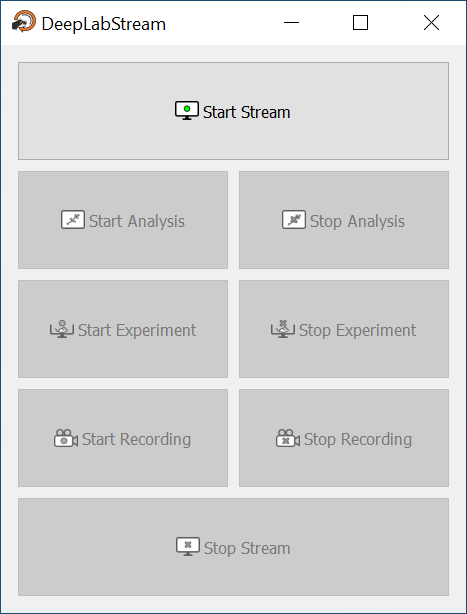 DeepLabStream
Start Stream
Start Analysis
Stop Analysis
Start Experiment
Stop Experiment
Start Recording
Stop Recording
Stop Stream